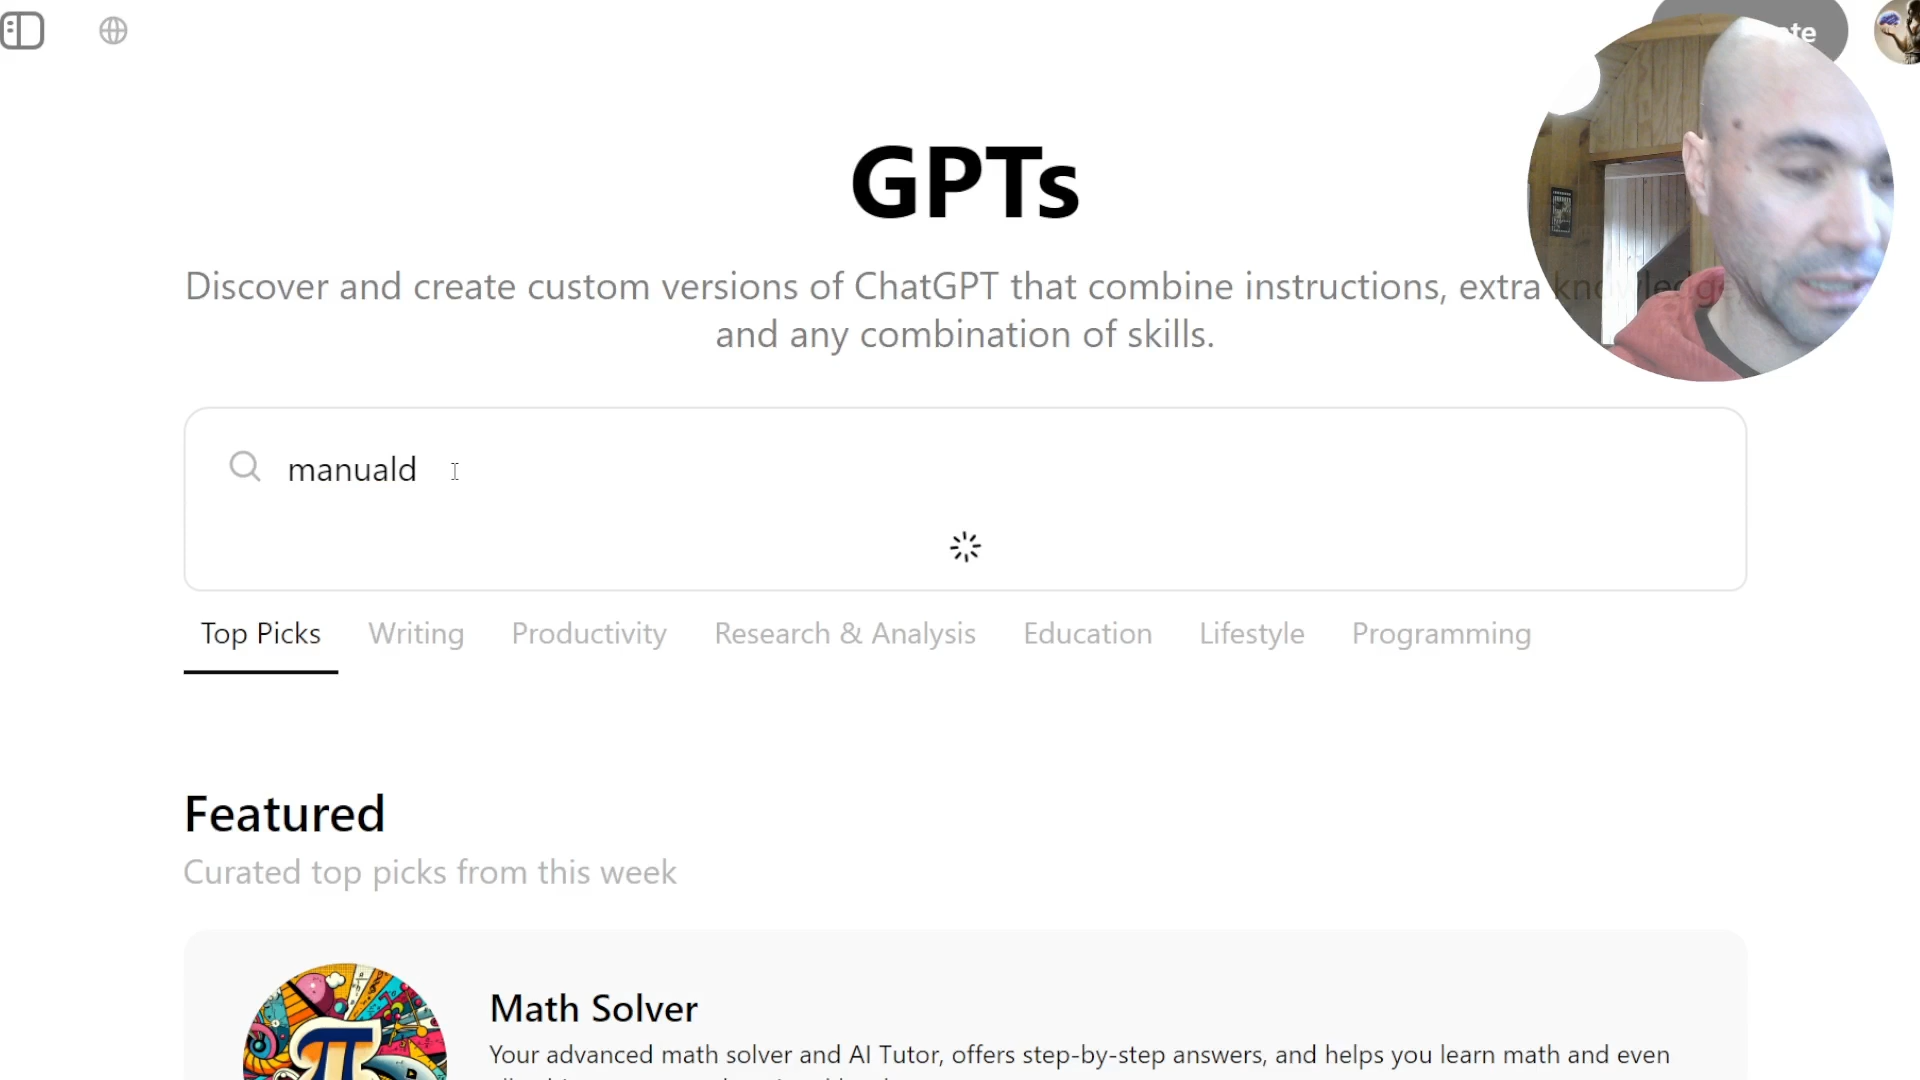 GPTs
Discover and create custom versions of ChatGPT that combine instructions, extra knowledge,
and any combination of skills.
manuald
Top Picks Writing Productivity Research & Analysis Education Lifestyle Programming
Featured
Curated top picks from this week
Math Solver
Your advanced math solver and AI Tutor, offers step-by-step answers, and helps you learn math and even